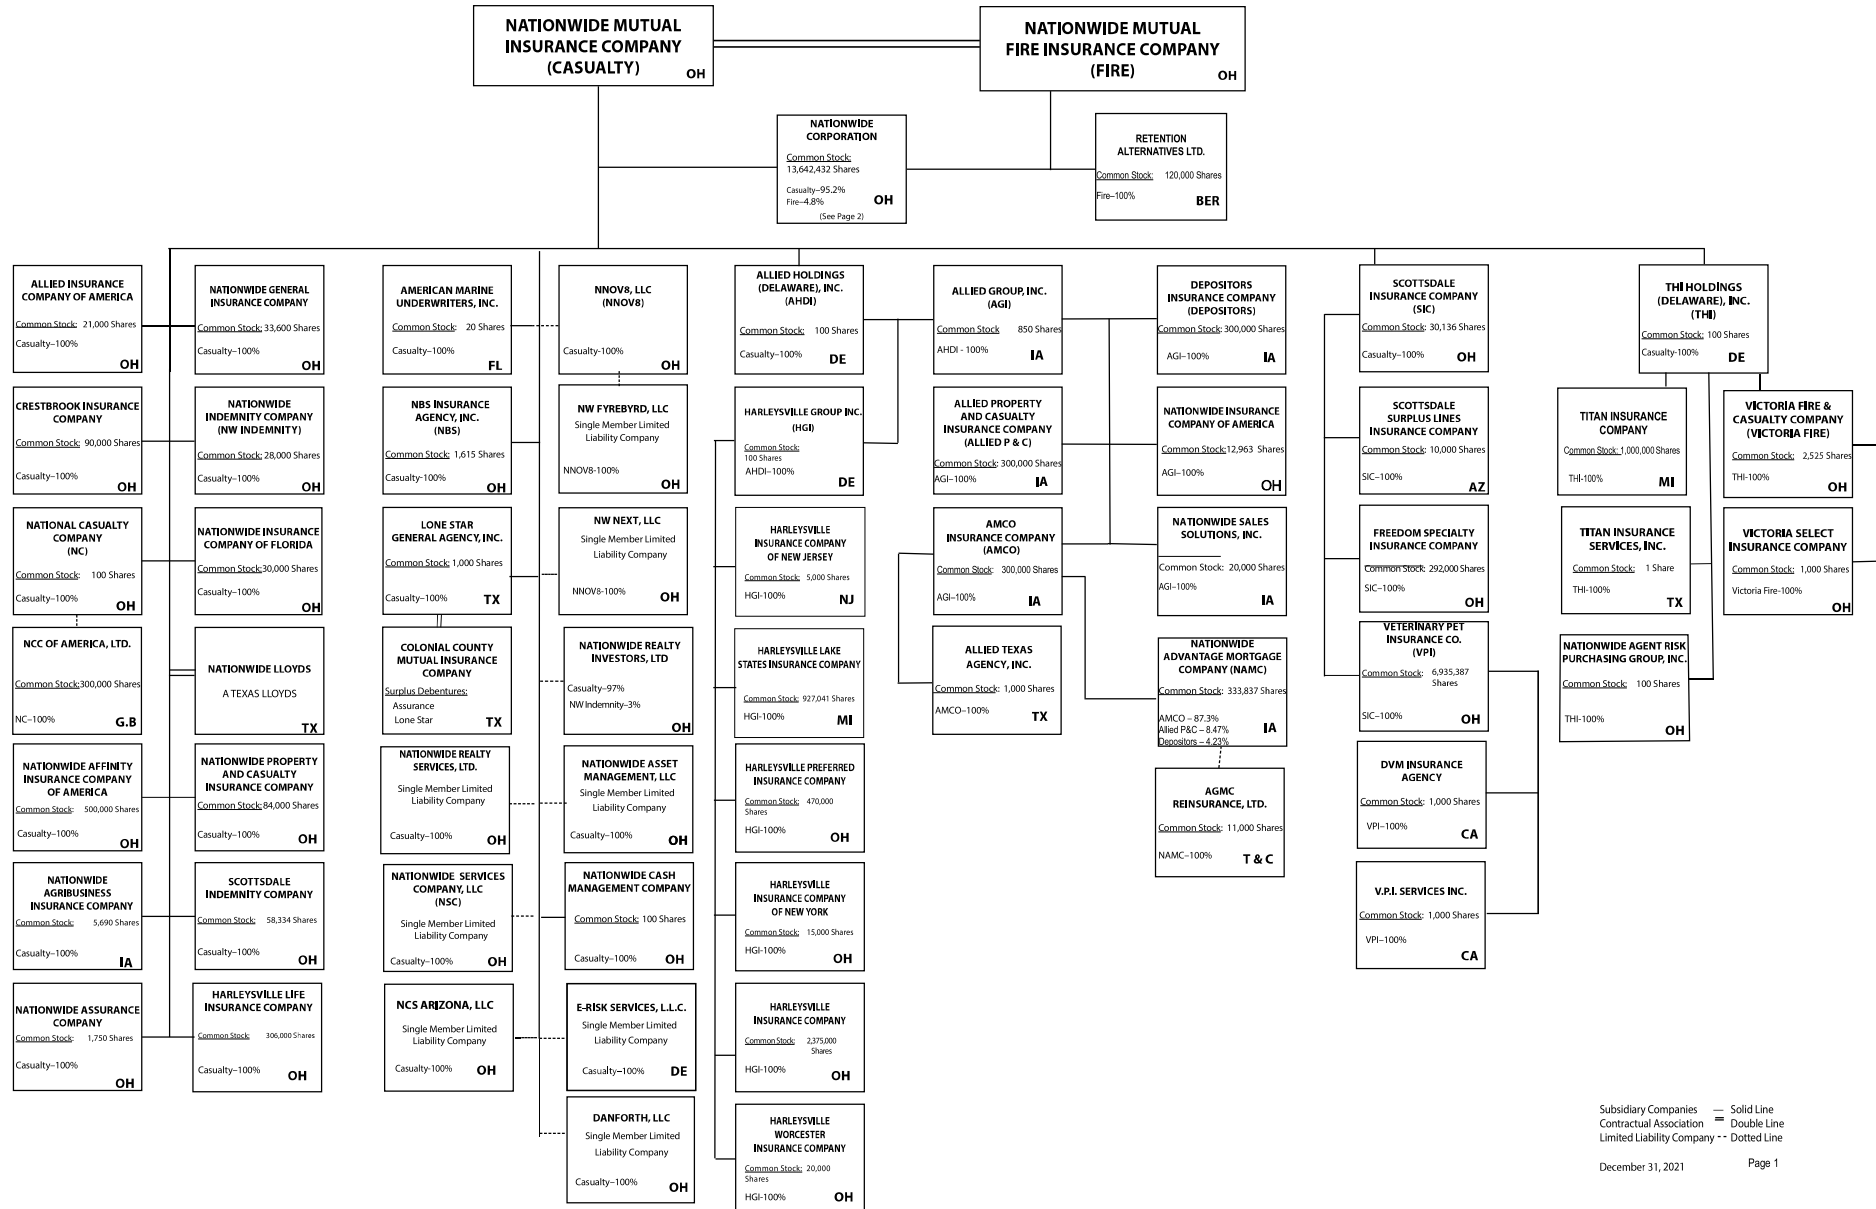 NATIONWIDE MUTUAL
INSURANCE COMPANY
(CASUALTY)
OH
NATIONWIDE MUTUAL
FIRE INSURANCE COMPANY
(FIRE)
OH
NATIONWIDE
CORPORATION
Common Stock:
13,642,432 Shares
Casualty–95.2%
Fire–4.8%
OH
(See Page 2)
RETENTION
ALTERNATIVES LTD.
Common Stock: 120,000 Shares
Fire–100%
BER
ALLIED INSURANCE
COMPANY OF AMERICA
Common Stock: 21,000 Shares
Casualty–100%
OH
CRESTBROOK INSURANCE
COMPANY
Common Stock: 90,000 Shares
Casualty–100%
OH
NATIONAL CASUALTY
COMPANY
(NC)
Common Stock: 100 Shares
Casualty–100%
OH
NCC OF AMERICA, LTD.
Common Stock:300,000 Shares
NC–100%
G.B
NATIONWIDE AFFINITY
INSURANCE COMPANY
OF AMERICA
Common Stock: 500,000 Shares
Casualty–100%
OH
NATIONWIDE
AGRIBUSINESS
INSURANCE COMPANY
Common Stock: 5,690 Shares
Casualty–100%
IA
NATIONWIDE ASSURANCE
COMPANY
Common Stock: 1,750 Shares
Casualty–100%
OH
NATIONWIDE GENERAL
INSURANCE COMPANY
Common Stock: 33,600 Shares
Casualty–100%
OH
NATIONWIDE
INDEMNITY COMPANY
(NW INDEMNITY)
Common Stock: 28,000 Shares
Casualty–100%
OH
NATIONWIDE INSURANCE
COMPANY OF FLORIDA
Common Stock:30,000 Shares
Casualty–100%
OH
NATIONWIDE LLOYDS
A TEXAS LLOYDS
TX
NATIONWIDE PROPERTY
AND CASUALTY
INSURANCE COMPANY
Common Stock:84,000 Shares
Casualty–100%
OH
SCOTTSDALE
INDEMNITY COMPANY
Common Stock: 58,334 Shares
Casualty–100%
OH
HARLEYSVILLE LIFE
INSURANCE COMPANY
Common Stock: 306,000 Shares
Casualty–100%
OH
AMERICAN MARINE
UNDERWRITERS, INC.
Common Stock: 20 Shares
Casualty–100%
FL
NBS INSURANCE
AGENCY, INC.
(NBS)
Common Stock: 1,615 Shares
Casualty-100%
OH
LONE STAR
GENERAL AGENCY, INC.
Common Stock: 1,000 Shares
Casualty–100%
TX
COLONIAL COUNTY
MUTUAL INSURANCE
COMPANY
Surplus Debentures:
Assurance
Lone Star
TX
NATIONWIDE REALTY
SERVICES, LTD.
Single Member Limited
Liability Company
Casualty–100%
OH
NATIONWIDE SERVICES
COMPANY, LLC
(NSC)
Single Member Limited
Liability Company
Casualty–100%
OH
NCS ARIZONA, LLC
Single Member Limited
Liability Company
Casualty-100%
OH
NNOV8, LLC
(NNOV8)
Casualty-100%
OH
NW FYREBYRD, LLC
Single Member Limited
Liability Company
NNOV8-100%
OH
NW NEXT, LLC
Single Member Limited
Liability Company
NNOV8-100%
OH
NATIONWIDE REALTY
INVESTORS, LTD
Casualty–97%
NW Indemnity–3%
OH
NATIONWIDE ASSET
MANAGEMENT, LLC
Single Member Limited
Liability Company
Casualty–100%
OH
NATIONWIDE CASH
MANAGEMENT COMPANY
Common Stock: 100 Shares
Casualty–100%
OH
E-RISK SERVICES, L.L.C.
Single Member Limited
Liability Company
Casualty–100%
DE
DANFORTH, LLC
Single Member Limited
Liability Company
Casualty–100%
OH
ALLIED HOLDINGS
(DELAWARE), INC.
(AHDI)
Common Stock: 100 Shares
Casualty–100%
DE
HARLEYSVILLE GROUP INC.
(HGI)
Common Stock:
100 Shares
AHDI–100%
DE
HARLEYSVILLE
INSURANCE COMPANY
OF NEW JERSEY
Common Stock: 5,000 Shares
HGI-100%
NJ
HARLEYSVILLE LAKE
STATES INSURANCE COMPANY
Common Stock: 927,041 Shares
HGI-100%
MI
HARLEYSVILLE PREFERRED
INSURANCE COMPANY
Common Stock: 470,000
Shares
HGI-100%
OH
HARLEYSVILLE
INSURANCE COMPANY
OF NEW YORK
Common Stock: 15,000 Shares
HGI-100%
OH
HARLEYSVILLE
INSURANCE COMPANY
Common Stock: 2,375,000
Shares
HGI-100%
OH
HARLEYSVILLE
WORCESTER
INSURANCE COMPANY
Common Stock: 20,000
Shares
HGI-100%
OH
ALLIED GROUP, INC.
(AGI)
Common Stock 850 Shares
AHDI - 100%
IA
ALLIED PROPERTY
AND CASUALTY
INSURANCE COMPANY
(ALLIED P & C)
Common Stock: 300,000 Shares
AGI–100%
IA
AMCO
INSURANCE COMPANY
(AMCO)
Common Stock: 300,000 Shares
AGI–100%
IA
ALLIED TEXAS
AGENCY, INC.
Common Stock: 1,000 Shares
AMCO–100%
TX
DEPOSITORS
INSURANCE COMPANY
(DEPOSITORS)
Common Stock: 300,000 Shares
AGI–100%
IA
NATIONWIDE INSURANCE
COMPANY OF AMERICA
Common Stock:12,963 Shares
AGI–100%
OH
NATIONWIDE SALES
SOLUTIONS, INC.
Common Stock: 20,000 Shares
AGI–100%
IA
NATIONWIDE
ADVANTAGE MORTGAGE
COMPANY (NAMC)
Common Stock: 333,837 Shares
AMCO – 87.3%
Allied P&C – 8.47%
Depositors – 4.23%
IA
AGMC
REINSURANCE, LTD.
Common Stock: 11,000 Shares
NAMC–100%
T & C
SCOTTSDALE
INSURANCE COMPANY
(SIC)
Common Stock: 30,136 Shares
Casualty–100%
OH
SCOTTSDALE
SURPLUS LINES
INSURANCE COMPANY
Common Stock: 10,000 Shares
SIC–100%
AZ
FREEDOM SPECIALTY
INSURANCE COMPANY
Common Stock: 292,000 Shares
SIC–100%
OH
VETERINARY PET
INSURANCE CO.
(VPI)
Common Stock: 6,935,387
Shares
SIC–100%
OH
DVM INSURANCE
AGENCY
Common Stock: 1,000 Shares
VPI–100%
CA
V.P.I. SERVICES INC.
Common Stock: 1,000 Shares
VPI–100%
CA
THI HOLDINGS
(DELAWARE), INC.
(THI)
Common Stock: 100 Shares
Casualty-100%
DE
TITAN INSURANCE
COMPANY
Common Stock: 1,000,000 Shares
THI-100%
MI
TITAN INSURANCE
SERVICES, INC.
Common Stock: 1 Share
THI-100%
TX
NATIONWIDE AGENT RISK
PURCHASING GROUP, INC.
Common Stock: 100 Shares
THI-100%
OH
VICTORIA FIRE &
CASUALTY COMPANY
(VICTORIA FIRE)
Common Stock: 2,525 Shares
THI-100%
OH
VICTORIA SELECT
INSURANCE COMPANY
Common Stock: 1,000 Shares
Victoria Fire-100%
OH
Subsidiary Companies — Solid Line
Contractual Association = Double Line
Limited Liability Company - - Dotted Line
December 31, 2021
Page 1